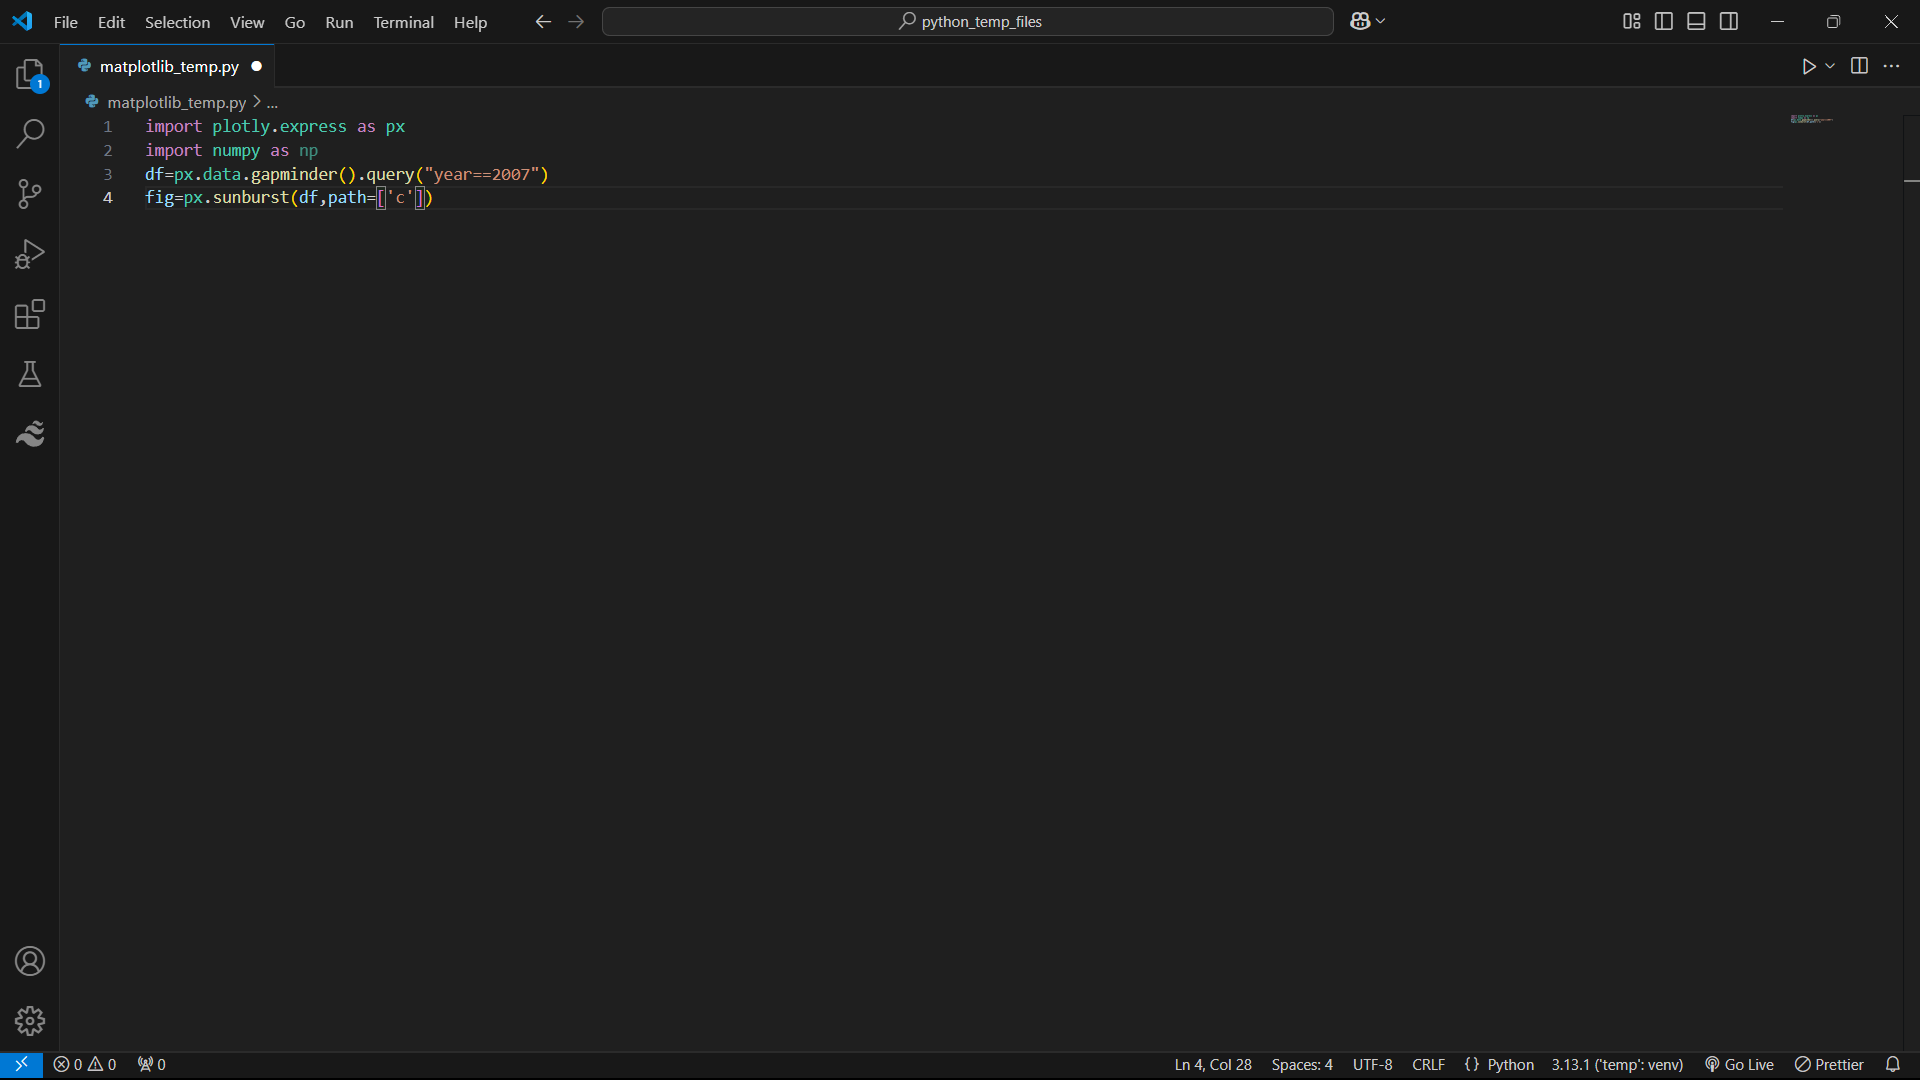 File Edit Selection View Go Run Terminal Help python_temp_files
1
matplotlib_temp.py
matplotlib_temp.py > ...
1 import plotly.express as px
2 import numpy as np
3 df=px.data.gapminder().query("year==2007")
4 fig=px.sunburst(df,path=['c'])
0 0 0 Ln 4, Col 28 Spaces: 4 UTF-8 CRLF {} Python 3.13.1 ('temp': venv) Go Live Prettier